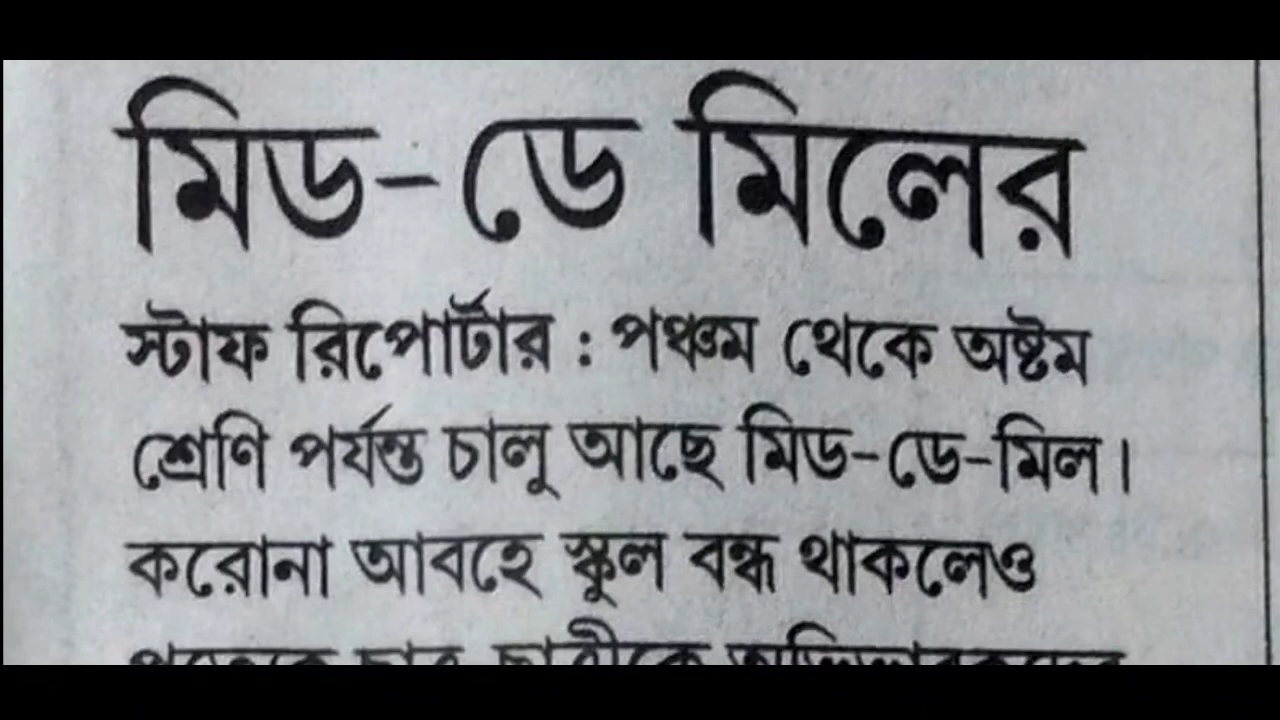 মিড-ডে মিলের
স্টাফ রিপোর্টার : পঞ্চম থেকে অষ্টম
শ্রেণি পর্যন্ত চালু আছে মিড-ডে-মিল।
করোনা আবহে স্কুল বন্ধ থাকলেও